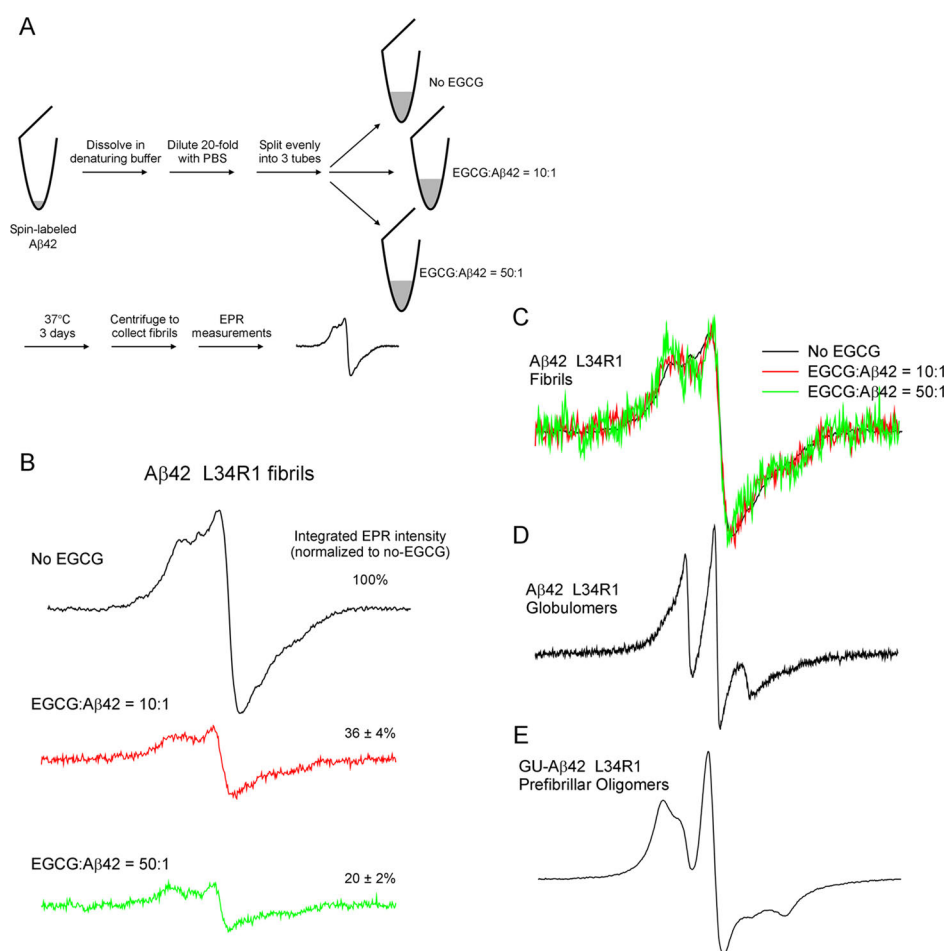 A
No EGCG
Dissolve in
denaturing buffer
Dilute 20-fold
with PBS
Split evenly
into 3 tubes
EGCG:Aβ42 = 10:1
Spin-labeled
Aβ42
EGCG:Aβ42 = 50:1
37°C
3 days
Centrifuge to
collect fibrils
EPR
measurements
B
Aβ42 L34R1 fibrils
No EGCG
Integrated EPR intensity
(normalized to no-EGCG)
100%
EGCG:Aβ42 = 10:1
36 ± 4%
EGCG:Aβ42 = 50:1
20 ± 2%
C
Aβ42 L34R1
Fibrils
No EGCG
EGCG:Aβ42 = 10:1
EGCG:Aβ42 = 50:1
D
Aβ42 L34R1
Globulomers
E
GU-Aβ42 L34R1
Prefibrillar Oligomers